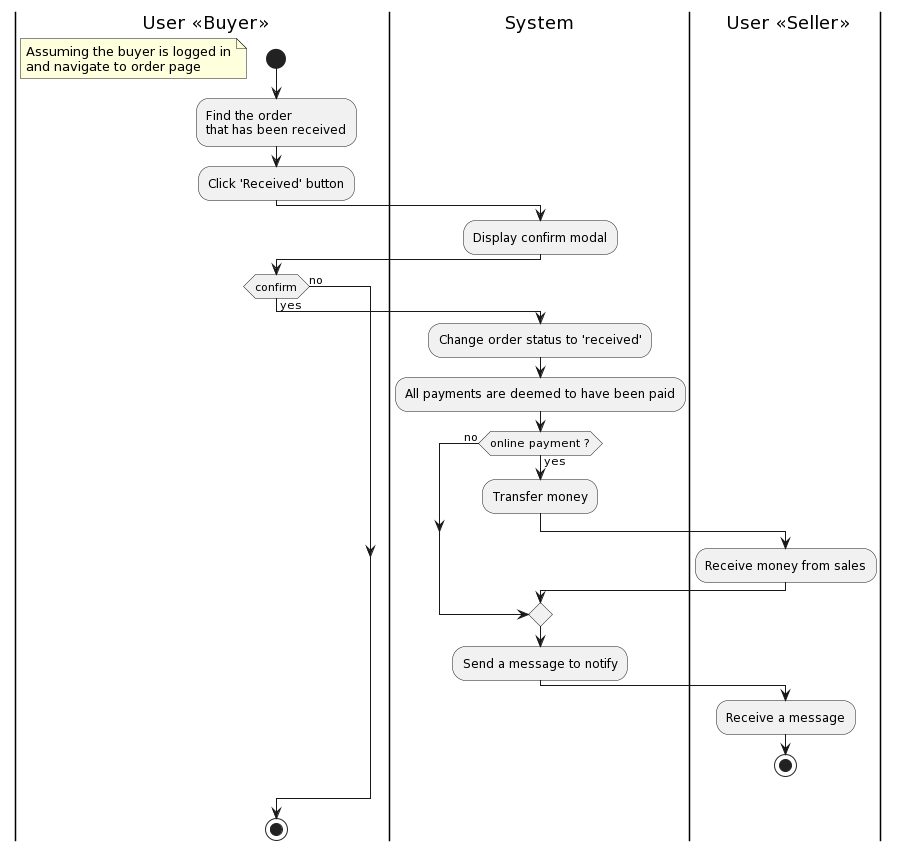 User «Buyer»
System
User «Seller»
Assuming the buyer is logged in
and navigate to order page
Find the order
that has been received
Click 'Received' button
Display confirm modal
confirm
no
yes
Change order status to 'received'
All payments are deemed to have been paid
no
online payment ?
yes
Transfer money
Receive money from sales
Send a message to notify
Receive a message